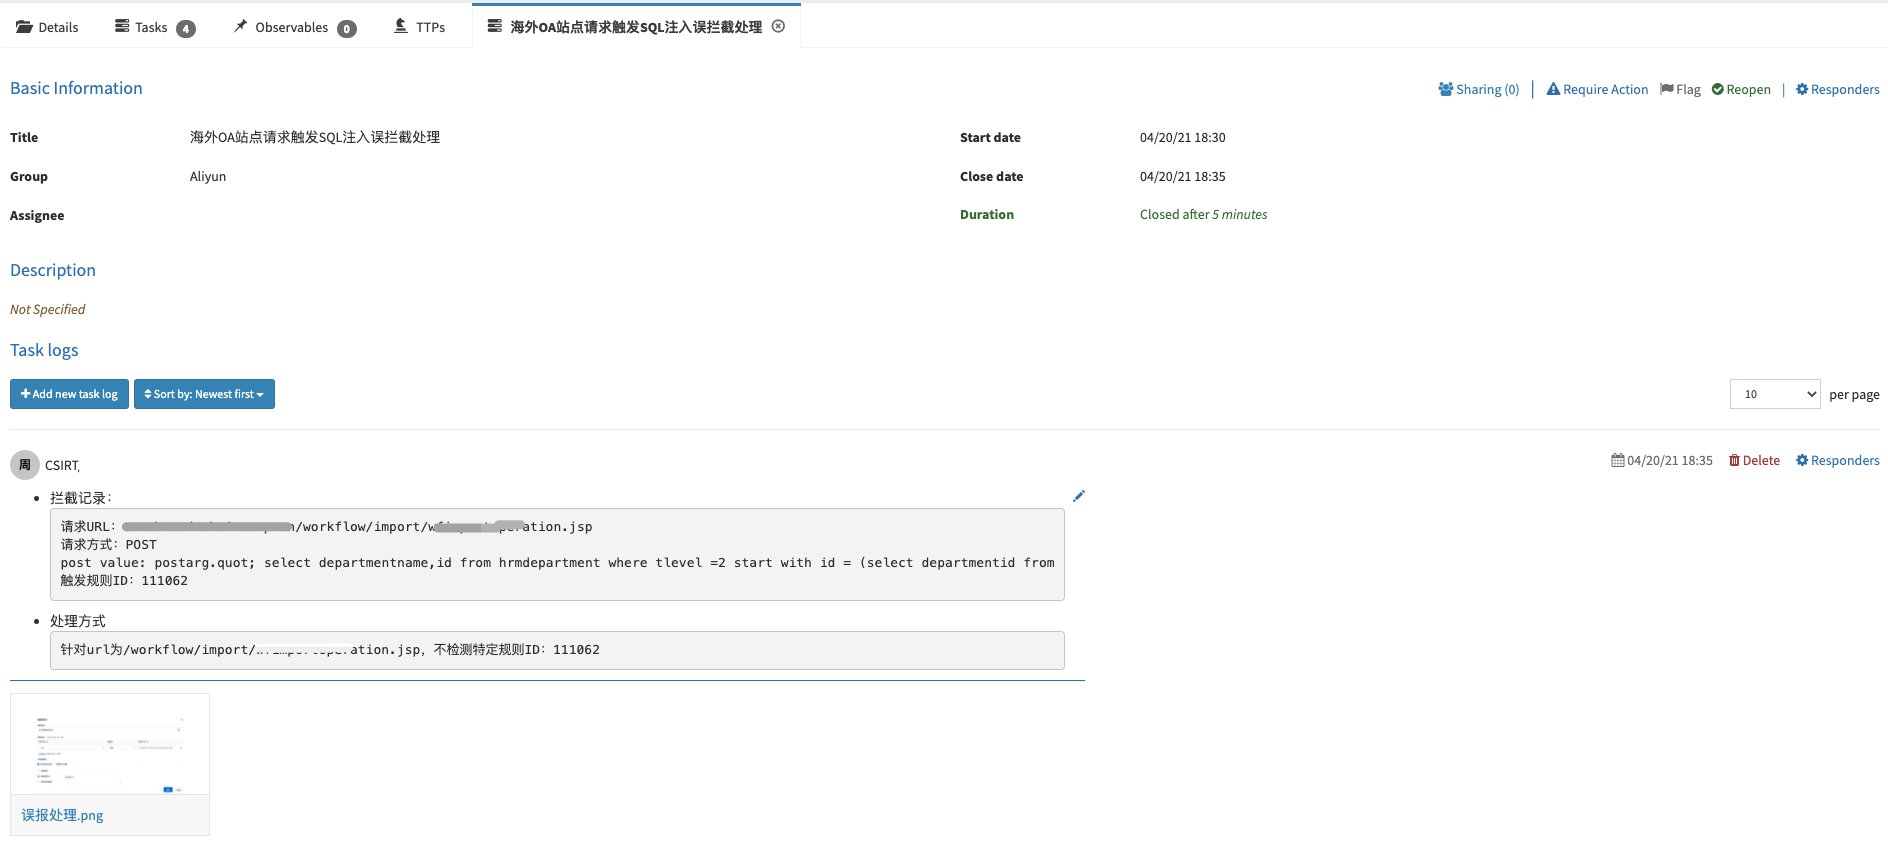 Details
Tasks 4
Observables 0
TTPs
海外OA站点请求触发SQL注入误拦截处理
Basic Information
Sharing (0)
Require Action
Flag
Reopen
Responders
Title
海外OA站点请求触发SQL注入误拦截处理
Start date
04/20/21 18:30
Group
Aliyun
Close date
04/20/21 18:35
Assignee
Duration
Closed after 5 minutes
Description
Not Specified
Task logs
Add new task log
Sort by: Newest first
10
per page
周
CSIRT,
04/20/21 18:35
Delete
Responders
拦截记录：
请求URL： /workflow/import/ ation.jsp
请求方式：POST
post value: postarg.quot; select departmentname,id from hrmdepartment where tlevel =2 start with id = (select departmentid from
触发规则ID：111062
处理方式
针对url为/workflow/import/ ation.jsp，不检测特定规则ID：111062
误报处理.png